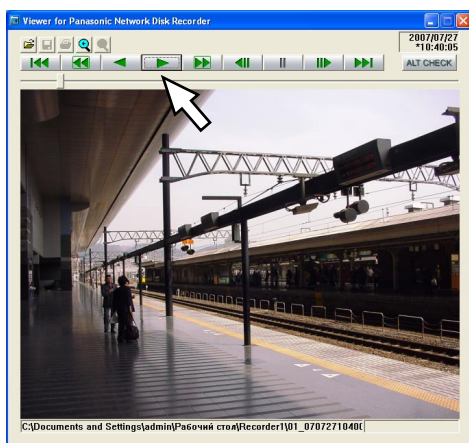 Viewer for Panasonic Network Disk Recorder
2007/07/27
*10:40:05
ALT CHECK
C:\Documents and Settings\admin\Рабочий стол\Recorder1\01_0707271040(